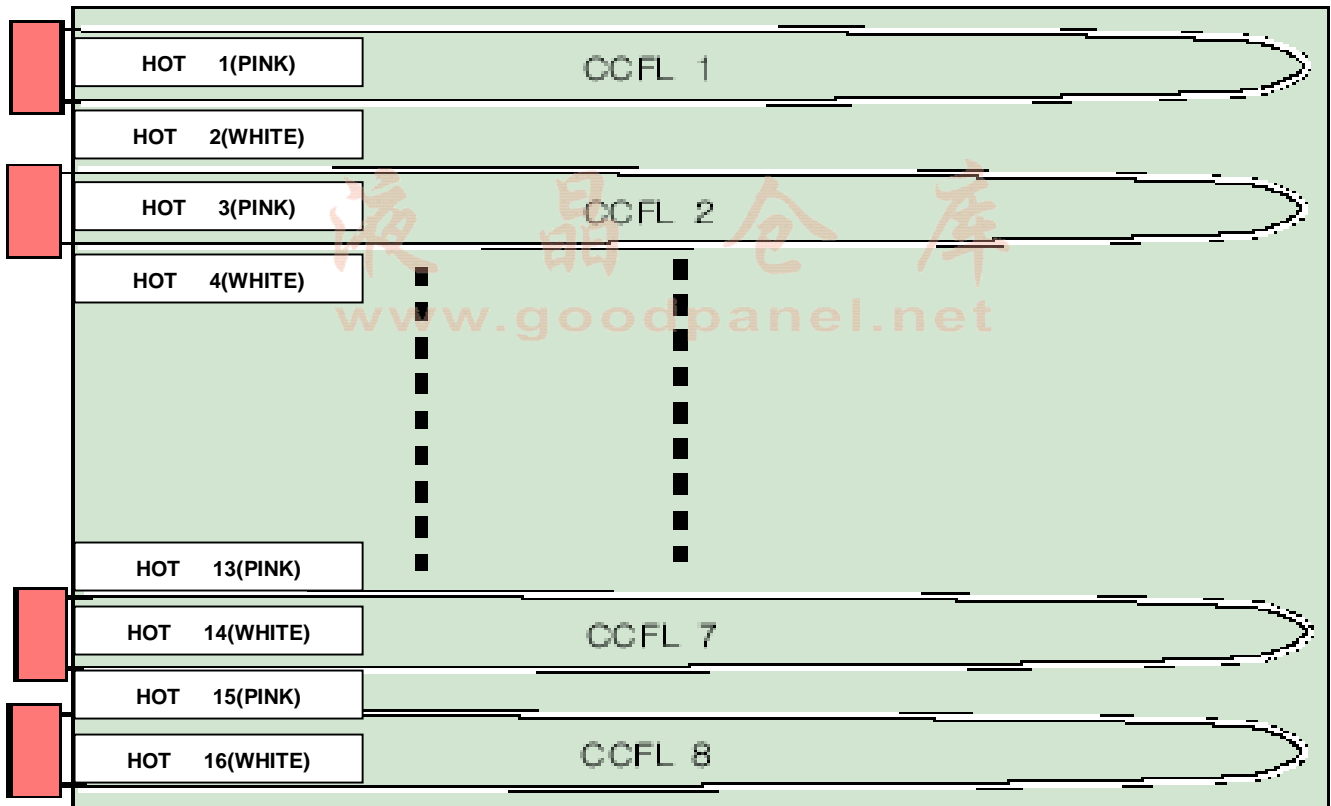 HOT 1(PINK)
CCFL 1
HOT 2(WHITE)
HOT 3(PINK)
CCFL 2
液晶仓库
HOT 4(WHITE)
www.goodpanel.net
HOT 13(PINK)
HOT 14(WHITE)
CCFL 7
HOT 15(PINK)
HOT 16(WHITE)
CCFL 8